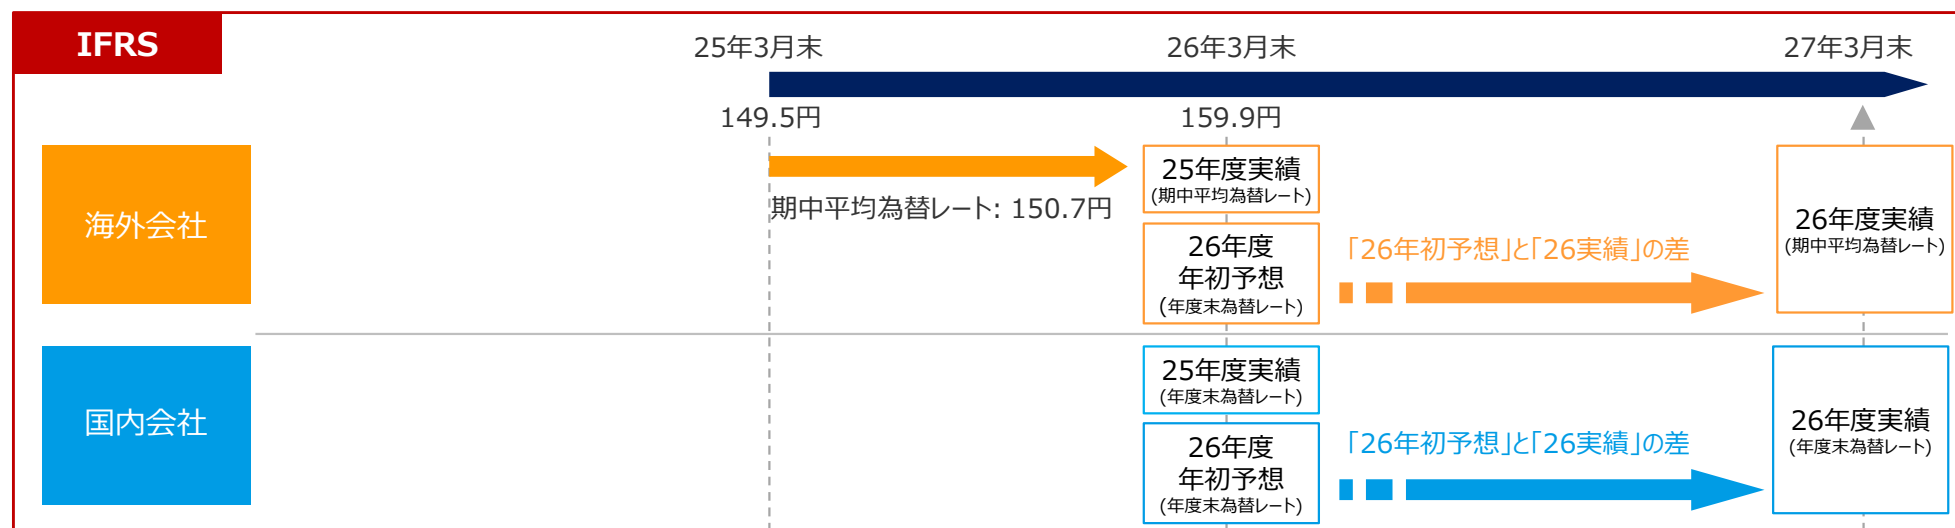 IFRS
25年3月末
26年3月末
27年3月末
149.5円
159.9円
海外会社
期中平均為替レート: 150.7円
25年度実績
(期中平均為替レート)
26年度
年初予想
(年度末為替レート)
「26年初予想」と「26実績」の差
26年度実績
(期中平均為替レート)
国内会社
25年度実績
(年度末為替レート)
26年度
年初予想
(年度末為替レート)
「26年初予想」と「26実績」の差
26年度実績
(年度末為替レート)